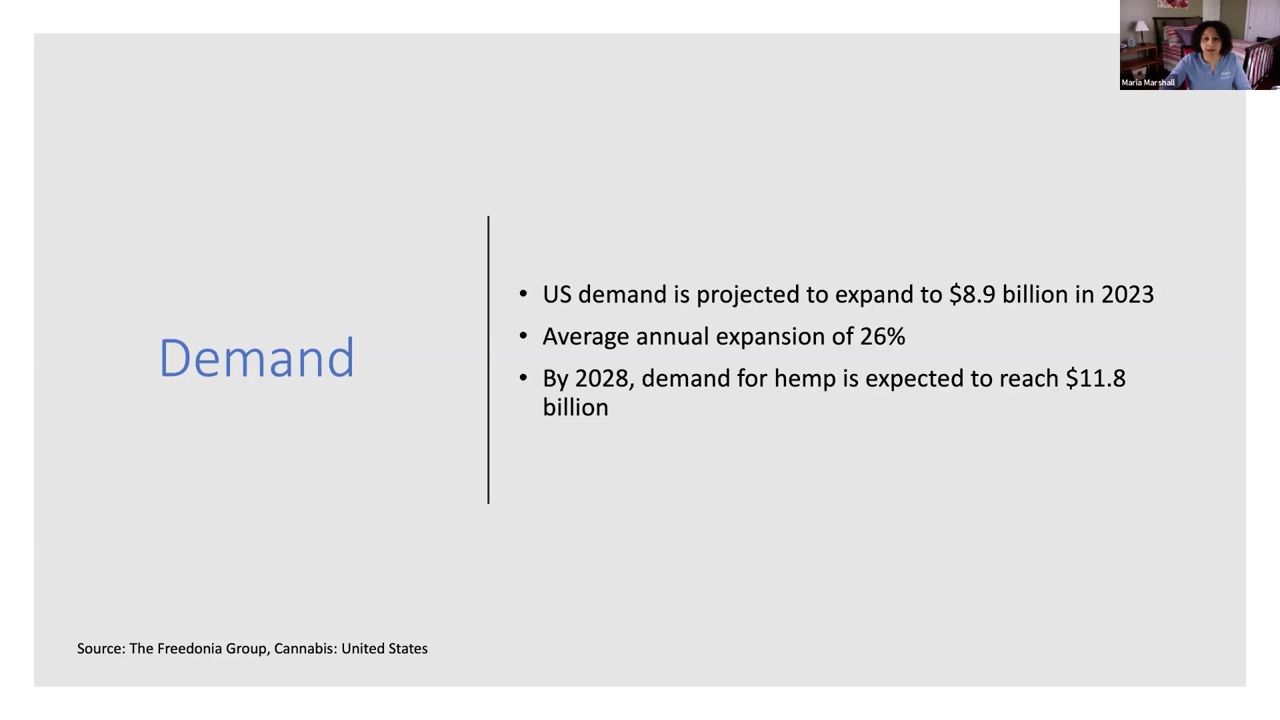 Maria Marshall
Demand
• US demand is projected to expand to $8.9 billion in 2023
• Average annual expansion of 26%
• By 2028, demand for hemp is expected to reach $11.8
billion
Source: The Freedonia Group, Cannabis: United States